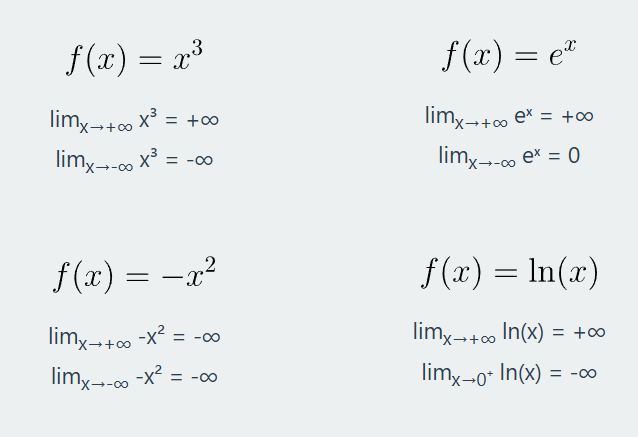 f(x) = x³
limₓ→+∞ x³ = +∞
limₓ→-∞ x³ = -∞
f(x) = eˣ
limₓ→+∞ eˣ = +∞
limₓ→-∞ eˣ = 0
f(x) = −x²
limₓ→+∞ -x² = -∞
limₓ→-∞ -x² = -∞
f(x) = ln(x)
limₓ→+∞ ln(x) = +∞
limₓ→0⁺ ln(x) = -∞